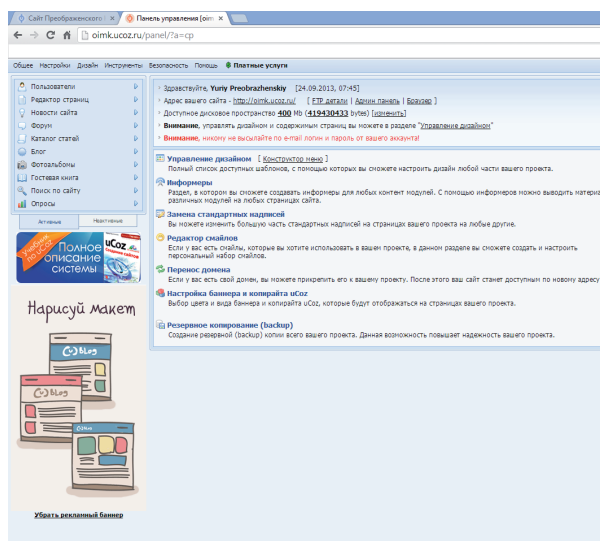 Сайт Преображенского
Панель управления [oim
oimk.ucoz.ru/panel/?a=cp
Общее Настройки Дизайн Инструменты Безопасность Помощь Платные услуги
Пользователи
Редактор страниц
Новости сайта
Форум
Каталог статей
Блог
Фотоальбомы
Гостевая книга
Поиск по сайту
Опросы
Активные Неактивные
Учебник по uCoz
Полное описание системы
uCoz
Нарисуй макет
(υ)BLog
(υ)BLog
Убрать рекламный баннер
Здравствуйте, Yuriy Preobrazhenskiy [24.09.2013, 07:45]
Адрес вашего сайта - http://oimk.ucoz.ru/ [ FTP детали | Админ панель | Браузер ]
Доступное дисковое пространство 400 Mb (419430433 bytes) [изменить]
Внимание, управлять дизайном и содержимым страниц вы можете в разделе "Управление дизайном"
Внимание, никому не высылайте по e-mail логин и пароль от вашего аккаунта!
Управление дизайном [ Конструктор меню ]
Полный список доступных шаблонов, с помощью которых вы сможете настроить дизайн любой части вашего проекта.
Информеры
Раздел, в котором вы сможете создавать информеры для любых контент модулей. С помощью информеров можно выводить материа
различных модулей на любых страницах сайта.
Замена стандартных надписей
Вы можете изменить большую часть стандартных надписей на страницах вашего проекта на любые другие.
Редактор смайлов
Если у вас есть смайлы, которые вы хотите использовать в вашем проекте, в данном разделе вы сможете создать и настроить
персональный набор смайлов.
Перенос домена
Если у вас есть свой домен, вы можете прикрепить его к вашему проекту. После этого ваш сайт станет доступным по новому адресу
Настройка баннера и копирайта uCoz
Выбор цвета и вида баннера и копирайта uCoz, которые будут отображаться на страницах вашего проекта.
Резервное копирование (backup)
Создание резервной (backup) копии всего вашего проекта. Данная возможность повышает надежность вашего проекта.